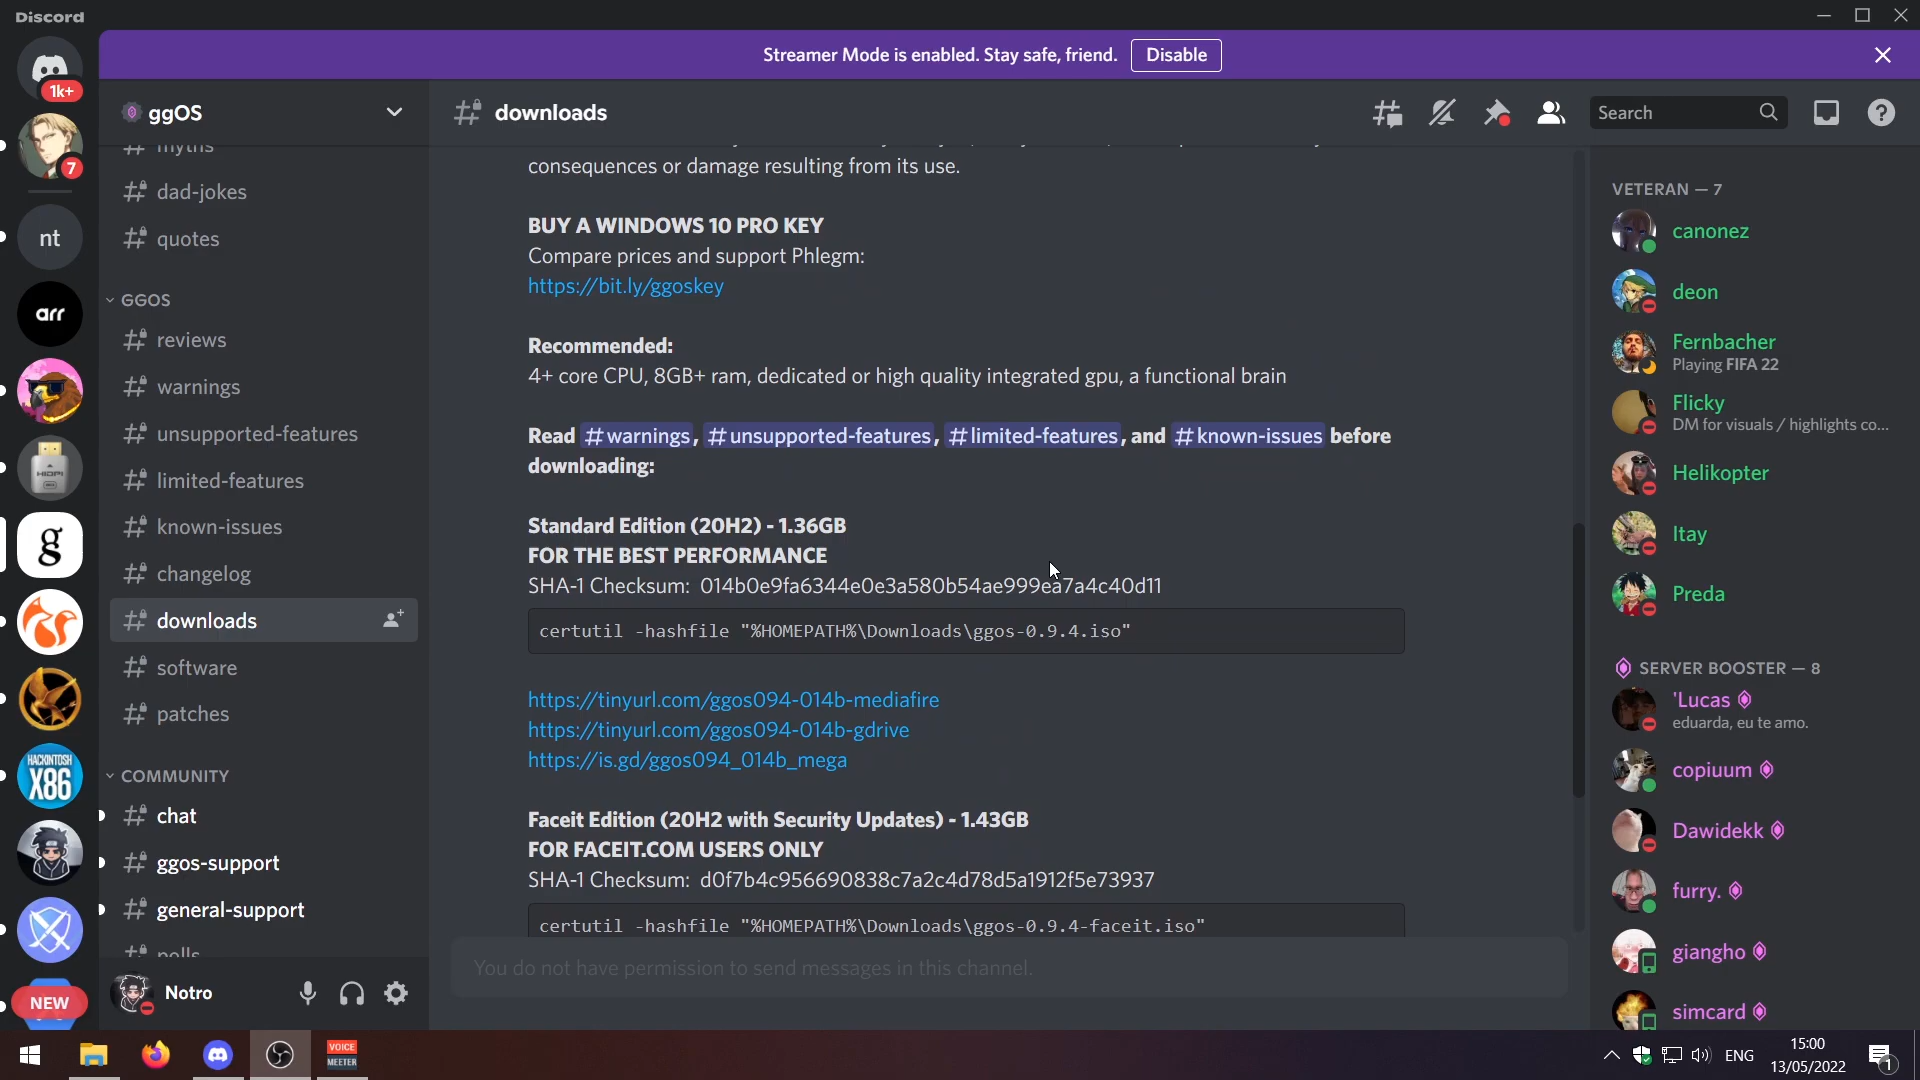 Discord
Streamer Mode is enabled. Stay safe, friend.
Disable
1k+
7
nt
arr
HDMI
g
HACKINTOSH
X86
NEW
ggOS
myths
dad-jokes
quotes
GGOS
reviews
warnings
unsupported-features
limited-features
known-issues
changelog
downloads
software
patches
COMMUNITY
chat
ggos-support
general-support
polls
Notro
downloads
Search
consequences or damage resulting from its use.
BUY A WINDOWS 10 PRO KEY
Compare prices and support Phlegm:
https://bit.ly/ggoskey
Recommended:
4+ core CPU, 8GB+ ram, dedicated or high quality integrated gpu, a functional brain
Read #warnings, #unsupported-features, #limited-features, and #known-issues before
downloading:
Standard Edition (20H2) - 1.36GB
FOR THE BEST PERFORMANCE
SHA-1 Checksum: 014b0e9fa6344e0e3a580b54ae999ea7a4c40d11
certutil -hashfile "%HOMEPATH%\Downloads\ggos-0.9.4.iso"
https://tinyurl.com/ggos094-014b-mediafire
https://tinyurl.com/ggos094-014b-gdrive
https://is.gd/ggos094_014b_mega
Faceit Edition (20H2 with Security Updates) - 1.43GB
FOR FACEIT.COM USERS ONLY
SHA-1 Checksum: d0f7b4c956690838c7a2c4d78d5a1912f5e73937
certutil -hashfile "%HOMEPATH%\Downloads\ggos-0.9.4-faceit.iso"
You do not have permission to send messages in this channel.
VETERAN — 7
canonez
deon
Fernbacher
Playing FIFA 22
Flicky
DM for visuals / highlights co...
Helikopter
Itay
Preda
SERVER BOOSTER — 8
'Lucas
eduarda, eu te amo.
copiuum
Dawidekk
furry.
giangho
simcard
VOICE
MEETER
ENG
15:00
13/05/2022
1